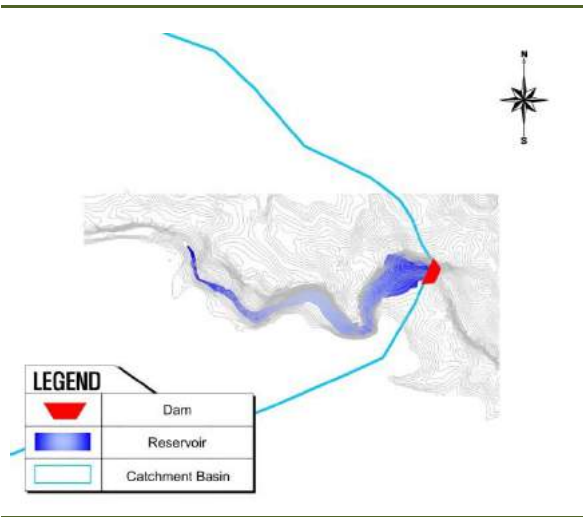 N
S
LEGEND
Dam
Reservoir
Catchment Basin